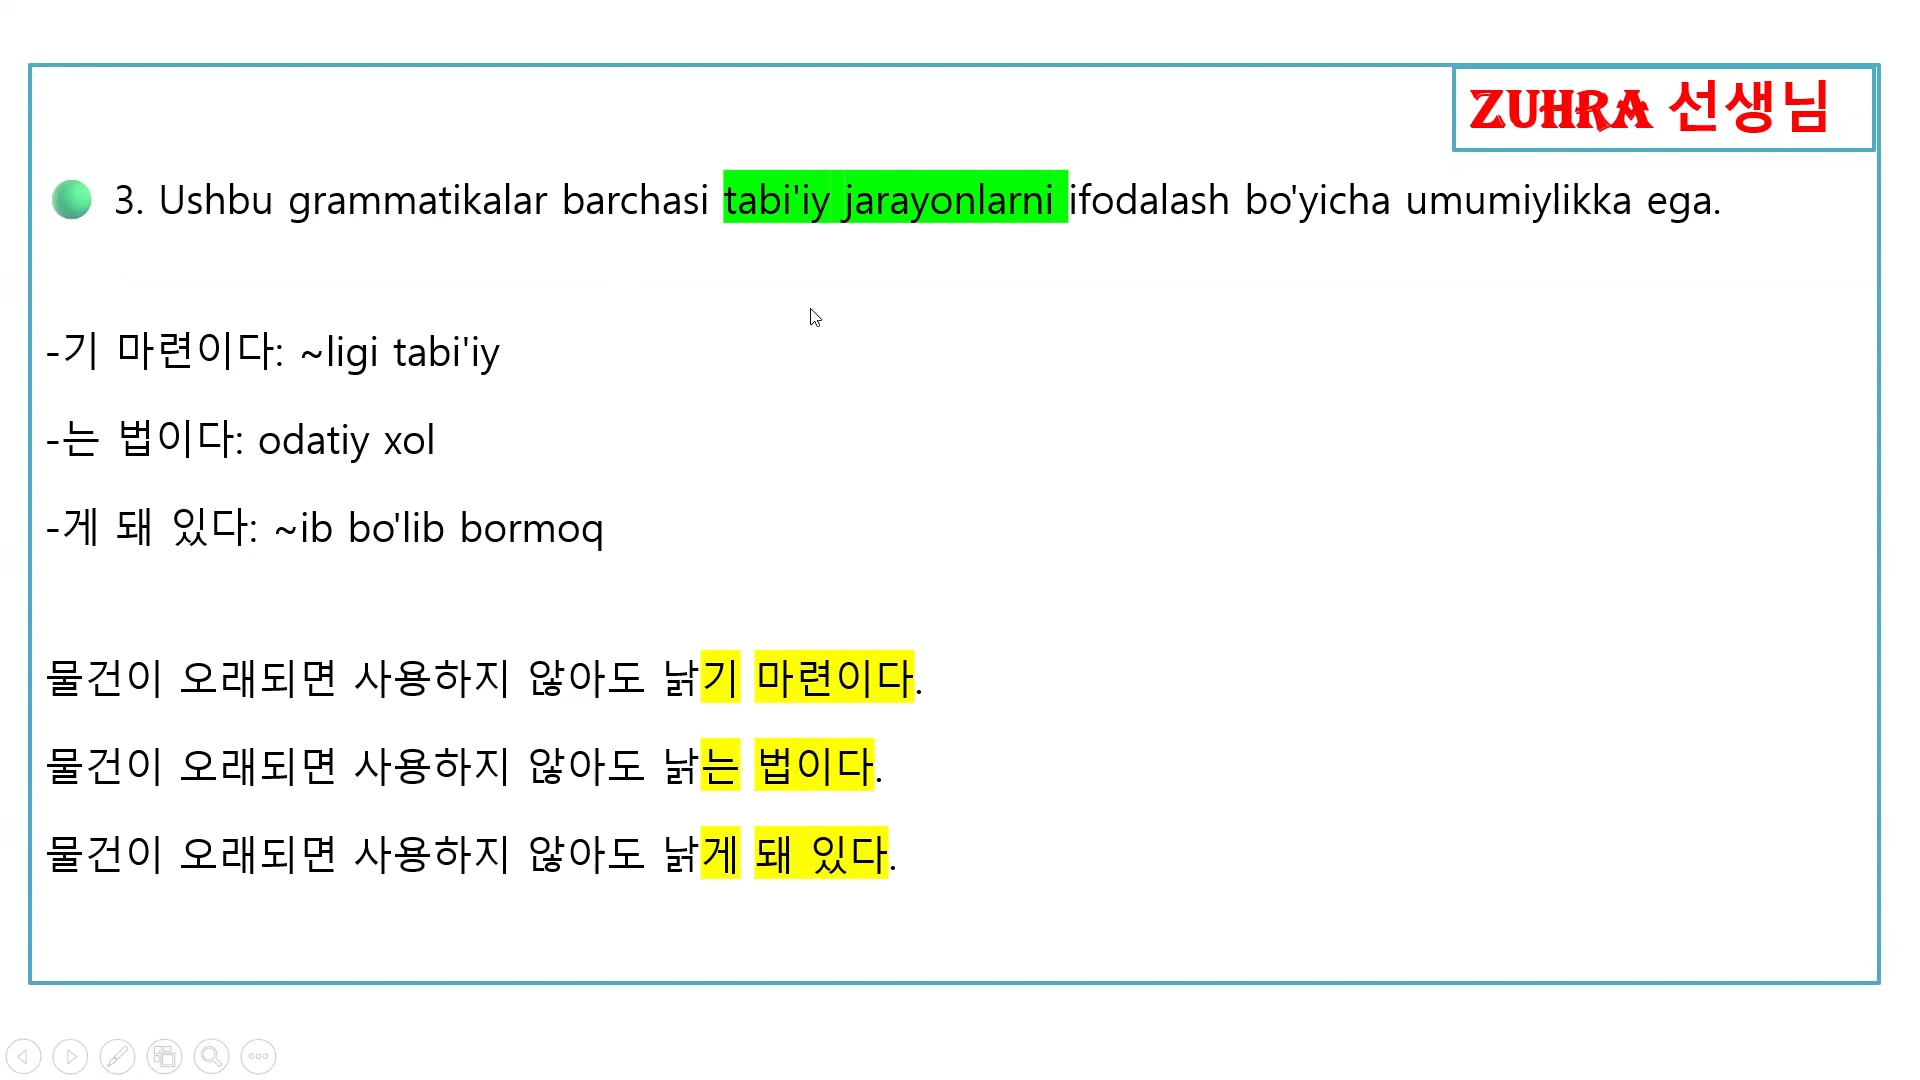 ZUHRA 선생님
3. Ushbu grammatikalar barchasi tabi'iy jarayonlarni ifodalash bo'yicha umumiylikka ega.
-기 마련이다: ~ligi tabi'iy
-는 법이다: odatiy xol
-게 돼 있다: ~ib bo'lib bormoq
물건이 오래되면 사용하지 않아도 낡기 마련이다.
물건이 오래되면 사용하지 않아도 낡는 법이다.
물건이 오래되면 사용하지 않아도 낡게 돼 있다.